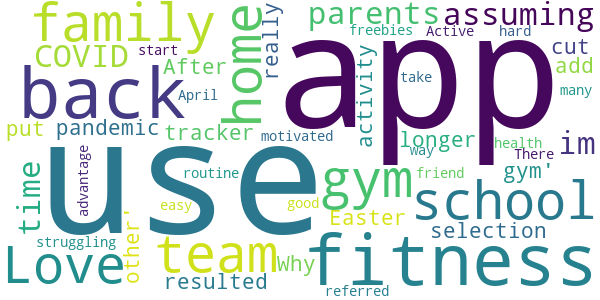 family
app
parents
assuming
freebies
Active
hard
COVID
start
really
cut
After
home
activity
add
back
April
take
many
put
pandemic
tracker
motivated
longer
health
im
use
way
There
time
advantage
routine
gym
friend
gym'
easy
good
school
Love
other'
Easter
struggling
team
selection
resulted
Why
fitness
referred